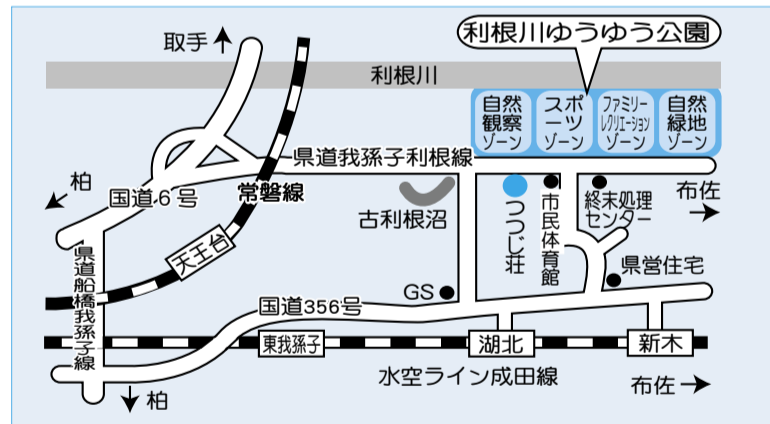 利根川ゆうゆう公園
取手
利根川
自然
観察
ゾーン
スポ
ーツ
ゾーン
ファミリー
レクリエーション
ゾーン
自然
緑地
ゾーン
県道我孫子利根線
柏
国道6号
常磐線
古利根沼
つつじ荘
市民体育館
終末処理
センター
布佐
天王台
県道船橋我孫子線
GS
県営住宅
国道356号
東我孫子
湖北
新木
水空ライン成田線
柏
布佐